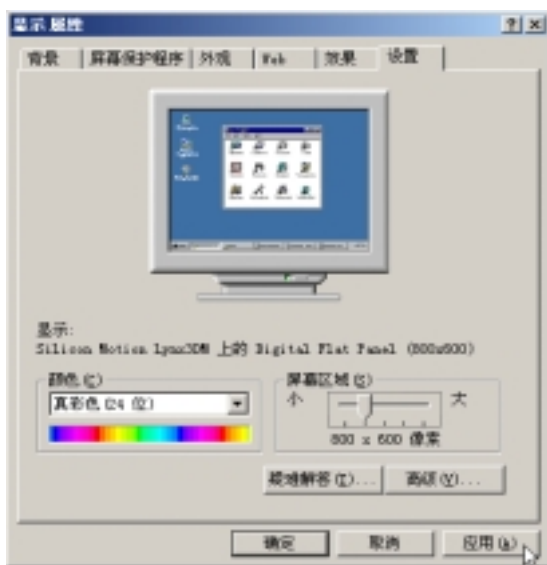 显示 属性
背景 屏幕保护程序 外观 Web 效果 设置
显示:
Silicon Motion Lynx3DM 上的 Digital Flat Panel (800x600)
颜色(C)
真彩色(24 位)
屏幕区域(S)
小 大
800 x 600 像素
疑难解答(T)... 高级(V)...
确定 取消 应用(A)